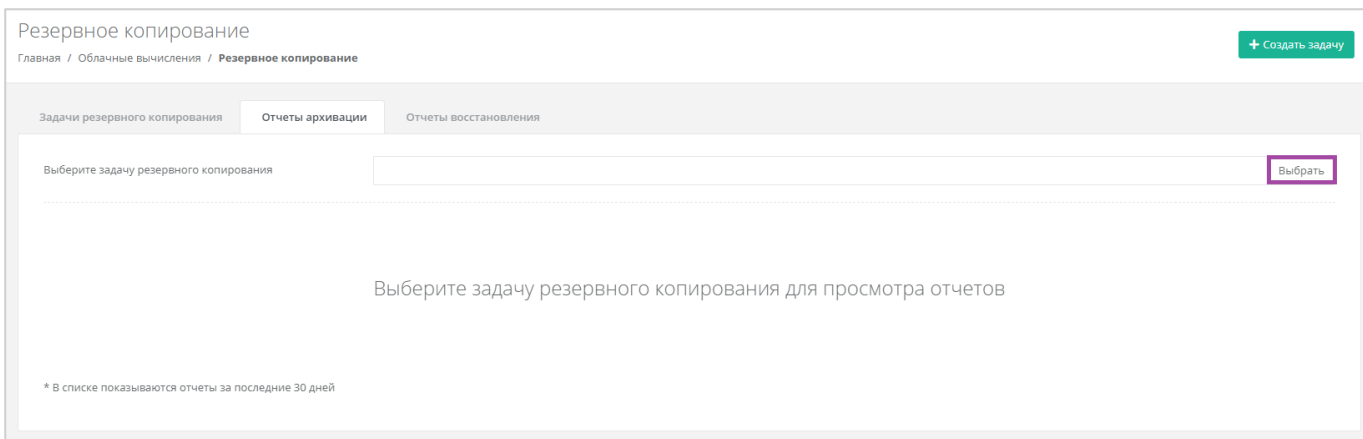 Резервное копирование
+ Создать задачу
Главная / Облачные вычисления / Резервное копирование
Задачи резервного копирования Отчеты архивации Отчеты восстановления
Выберите задачу резервного копирования Выбрать
Выберите задачу резервного копирования для просмотра отчетов
* В списке показываются отчеты за последние 30 дней